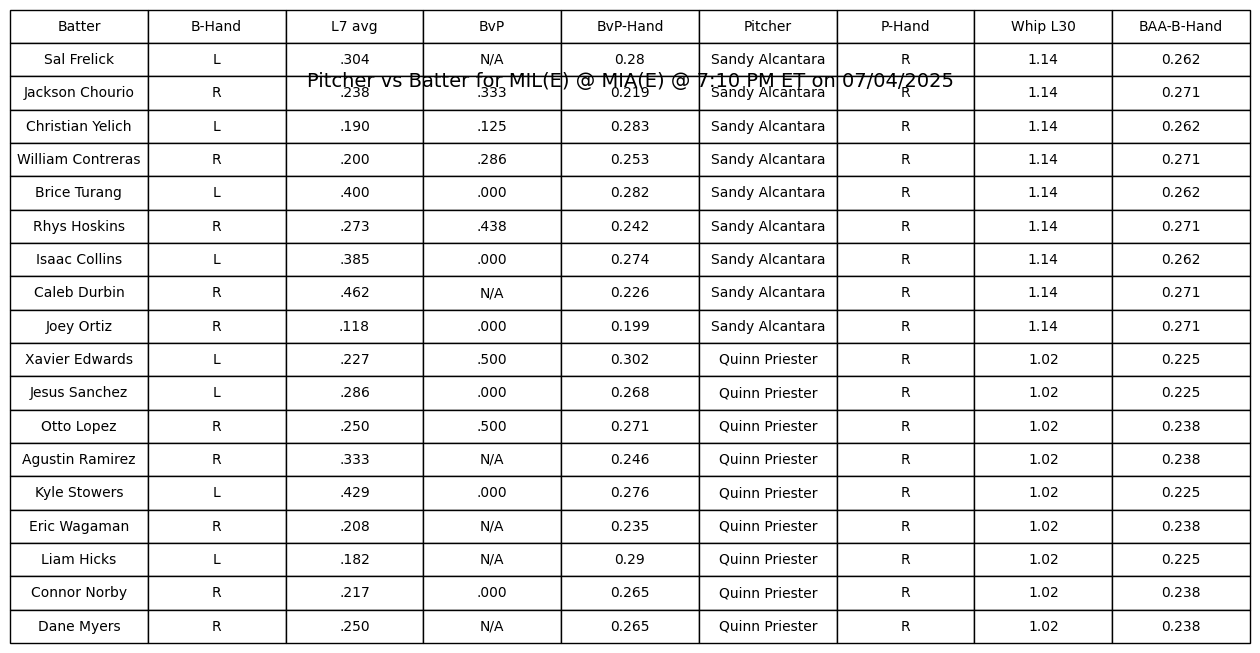 Batter B-Hand L7 avg BvP BvP-Hand Pitcher P-Hand Whip L30 BAA-B-Hand
Sal Frelick L .304 N/A 0.28 Sandy Alcantara R 1.14 0.262
Pitcher vs Batter for MIL(E) @ MIA(E) @ 7:10 PM ET on 07/04/2025
Jackson Chourio R .238 .333 0.219 Sandy Alcantara R 1.14 0.271
Christian Yelich L .190 .125 0.283 Sandy Alcantara R 1.14 0.262
William Contreras R .200 .286 0.253 Sandy Alcantara R 1.14 0.271
Brice Turang L .400 .000 0.282 Sandy Alcantara R 1.14 0.262
Rhys Hoskins R .273 .438 0.242 Sandy Alcantara R 1.14 0.271
Isaac Collins L .385 .000 0.274 Sandy Alcantara R 1.14 0.262
Caleb Durbin R .462 N/A 0.226 Sandy Alcantara R 1.14 0.271
Joey Ortiz R .118 .000 0.199 Sandy Alcantara R 1.14 0.271
Xavier Edwards L .227 .500 0.302 Quinn Priester R 1.02 0.225
Jesus Sanchez L .286 .000 0.268 Quinn Priester R 1.02 0.225
Otto Lopez R .250 .500 0.271 Quinn Priester R 1.02 0.238
Agustin Ramirez R .333 N/A 0.246 Quinn Priester R 1.02 0.238
Kyle Stowers L .429 .000 0.276 Quinn Priester R 1.02 0.225
Eric Wagaman R .208 N/A 0.235 Quinn Priester R 1.02 0.238
Liam Hicks L .182 N/A 0.29 Quinn Priester R 1.02 0.225
Connor Norby R .217 .000 0.265 Quinn Priester R 1.02 0.238
Dane Myers R .250 N/A 0.265 Quinn Priester R 1.02 0.238